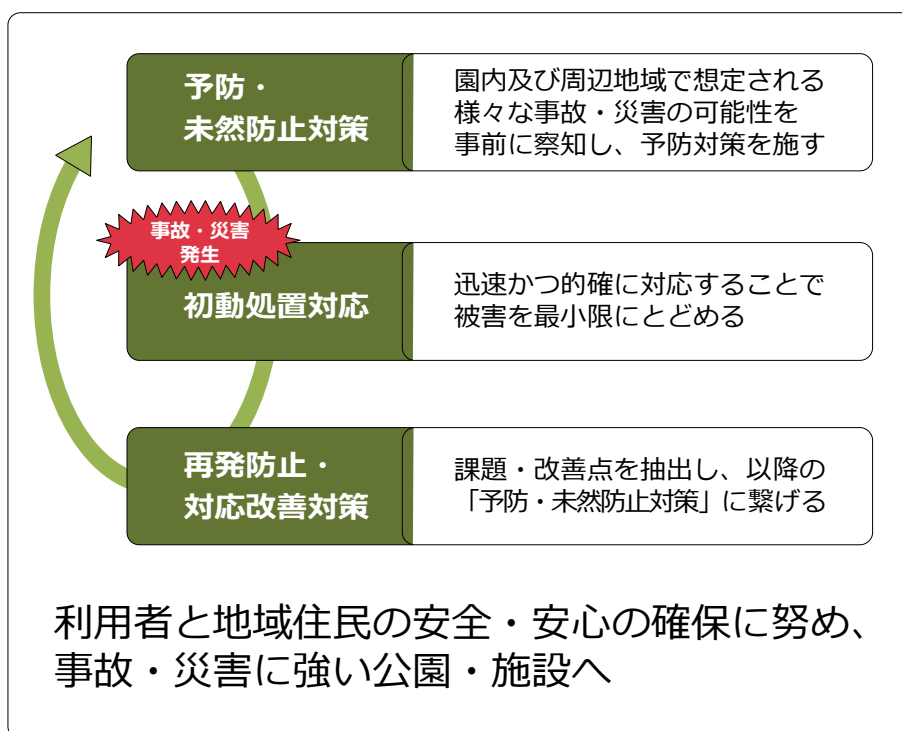 予防・
未然防止対策
園内及び周辺地域で想定される
様々な事故・災害の可能性を
事前に察知し、予防対策を施す
事故・災害
発生
初動処置対応
迅速かつ的確に対応することで
被害を最小限にとどめる
再発防止・
対応改善対策
課題・改善点を抽出し、以降の
「予防・未然防止対策」に繋げる
利用者と地域住民の安全・安心の確保に努め、
事故・災害に強い公園・施設へ